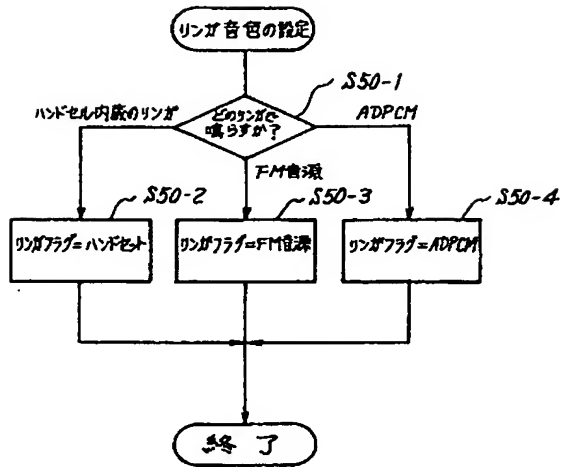 リンガ音色の設定
S50-1
ハンドセル内蔵のリンガ
どのリンガで
鳴らすか?
ADPCM
FM音源
S50-2
S50-3
S50-4
リンガフラグ=ハンドセット
リンガフラグ=FM音源
リンガフラグ=ADPCM
終了